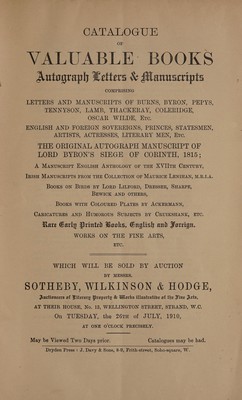 CATALOGUE
OF
VALUABLE BOOKS
Autograph Letters & Manuscripts
COMPRISING
LETTERS AND MANUSCRIPTS OF BURNS, BYRON, PEPYS,
TENNYSON, LAMB, THACKERAY, COLERIDGE,
OSCAR WILDE, Etc.
ENGLISH AND FOREIGN SOVEREIGNS, PRINCES, STATESMEN,
ARTISTS, ACTRESSES, LITERARY MEN, Etc.
THE ORIGINAL AUTOGRAPH MANUSCRIPT OF
LORD BYRON'S SIEGE OF CORINTH, 1815;
A Manuscript English Anthology of the XVIIth Century,
Irish Manuscripts from the Collection of Maurice Lenihan, M.R.I.A.
Books on Birds by Lord Lilford, Dresser, Sharpe,
Bewick and others,
Books with Coloured Plates by Ackermann,
Caricatures and Humorous Subjects by Cruikshank, etc.
Rare Early Printed Books, English and Foreign.
WORKS ON THE FINE ARTS,
ETC.
WHICH WILL BE SOLD BY AUCTION
BY MESSRS.
SOTHEBY, WILKINSON & HODGE,
Auctioneers of Literary Property & Works illustrative of the Fine Arts,
AT THEIR HOUSE, No. 13, WELLINGTON STREET, STRAND, W.C.
On TUESDAY, the 26th of JULY, 1910,
AT ONE O'CLOCK PRECISELY.
May be Viewed Two Days prior. Catalogues may be had.
Dryden Press: J. Davy & Sons, 8-9, Frith-street, Soho-square, W.